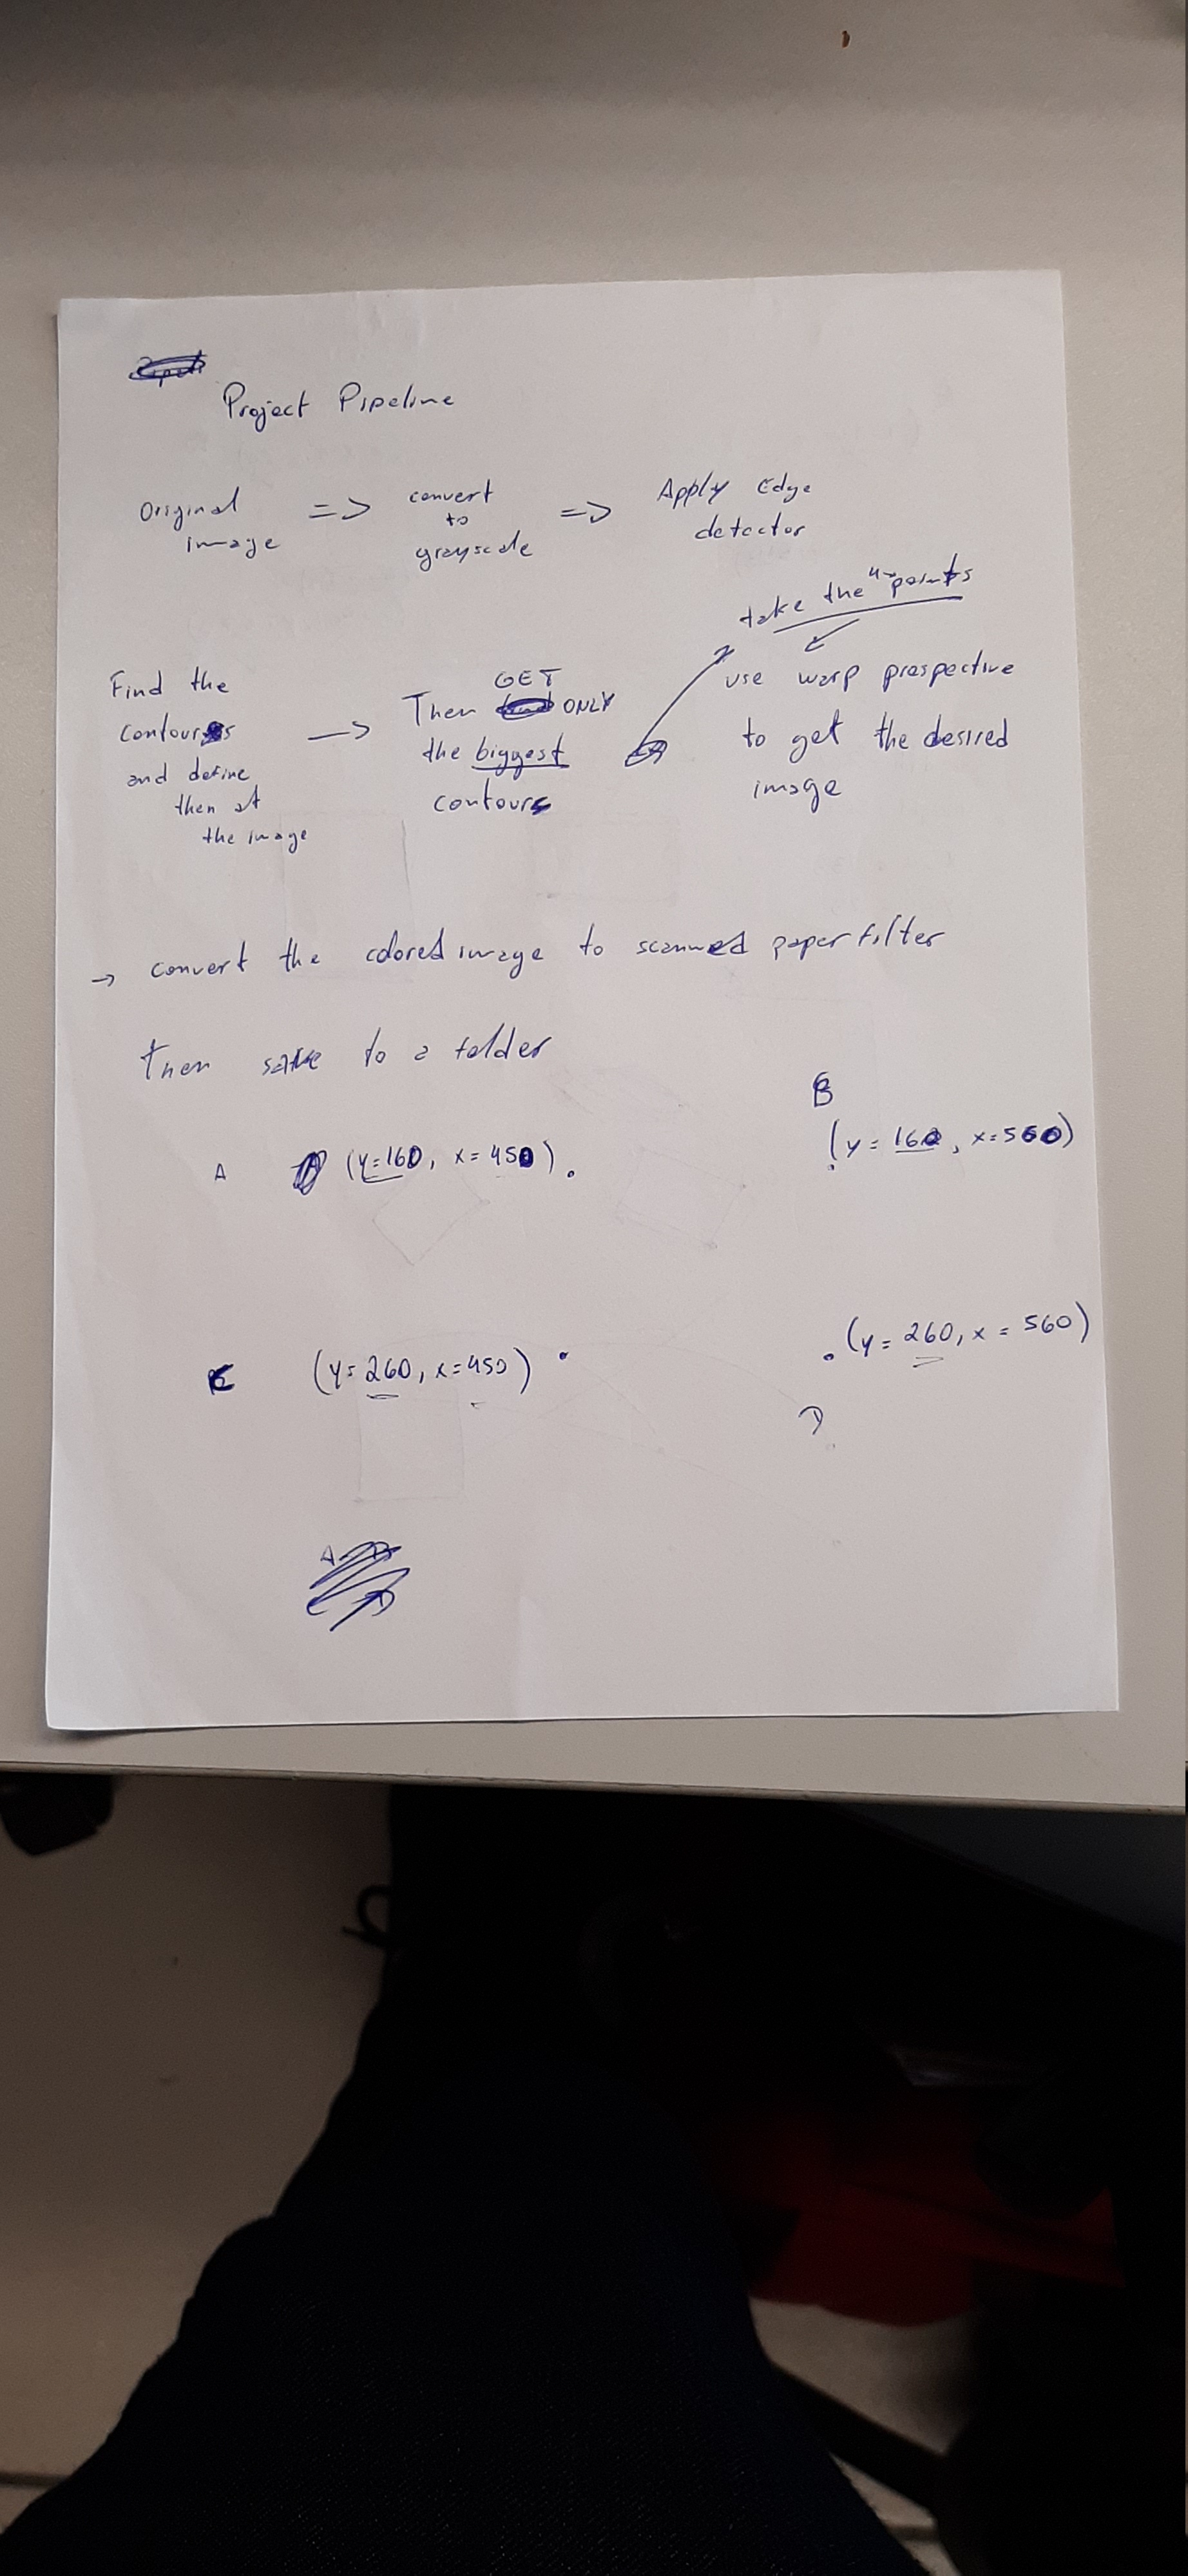 Project Pipeline
Original => convert => Apply Edge
image to detector
grayscale
take the 4 points
Find the GET use warp prospective
contours -> Then ONLY to get the desired
and define the biggest image
then at contours
the image
-> convert the colored image to scanned paper filter
Then save to a folder
B
A (y=160, x=450) (y=160, x=560)
C (y=260, x=450) (y=260, x=560)